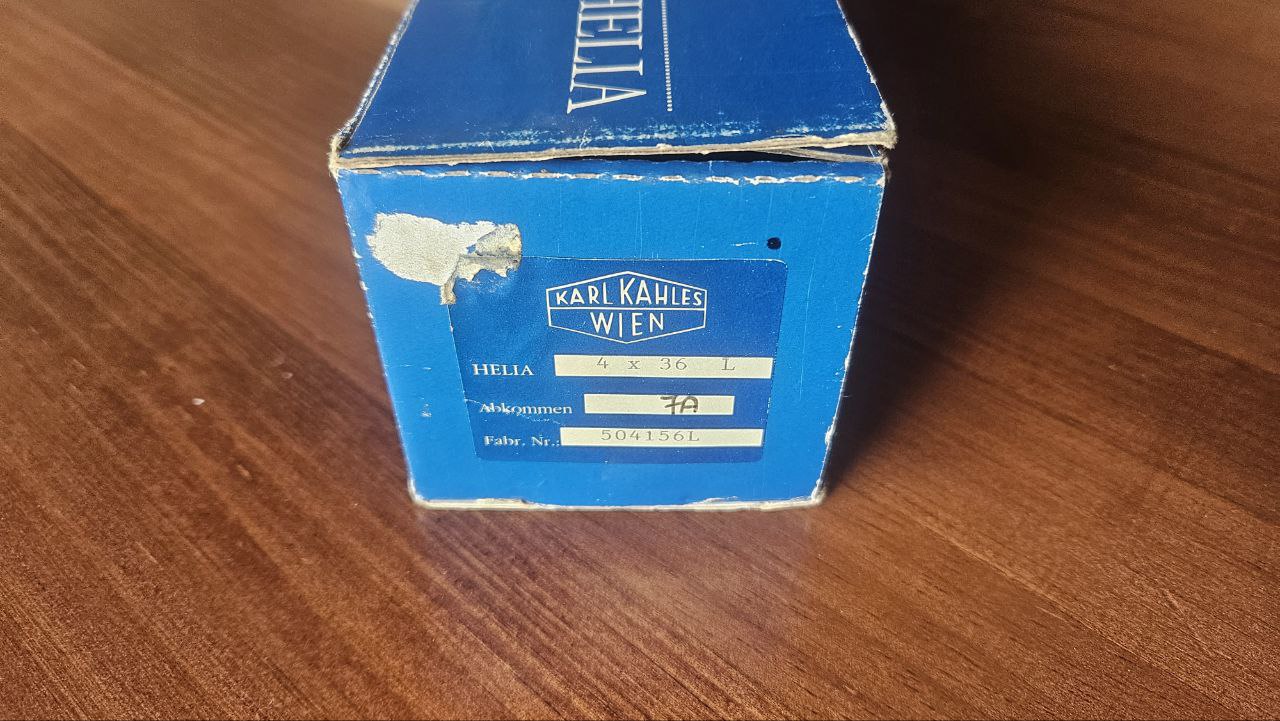 HELIA
KARL KAHLES
WIEN
HELIA 4 x 36 L
Abkommen 7A
Fabr. Nr.: 504156L